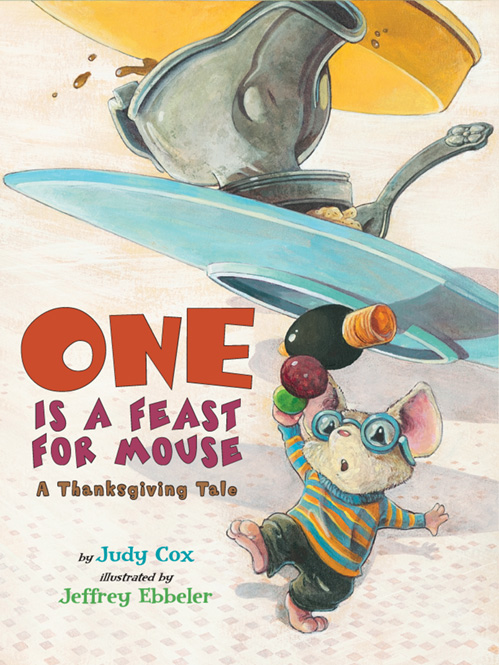 ONE
IS A FEAST
FOR MOUSE
A Thanksgiving Tale
by Judy Cox
illustrated by
Jeffrey Ebbeler